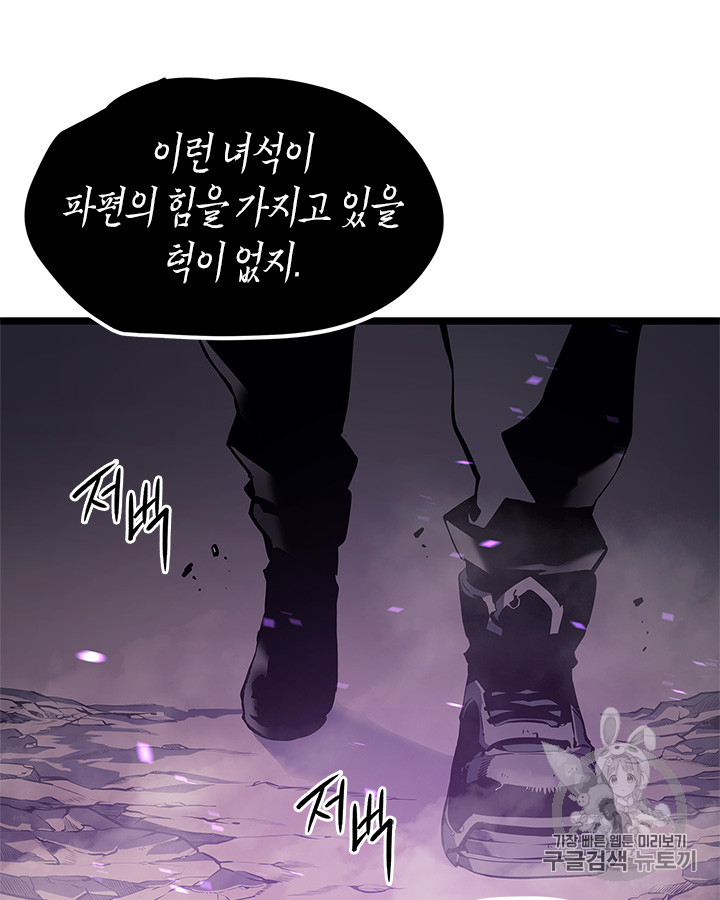 이런 녀석이
파편의 힘을 가지고 있을
턱이 없지.
저벅
저벅
가장 빠른 웹툰 미리보기
구글검색 뉴토끼